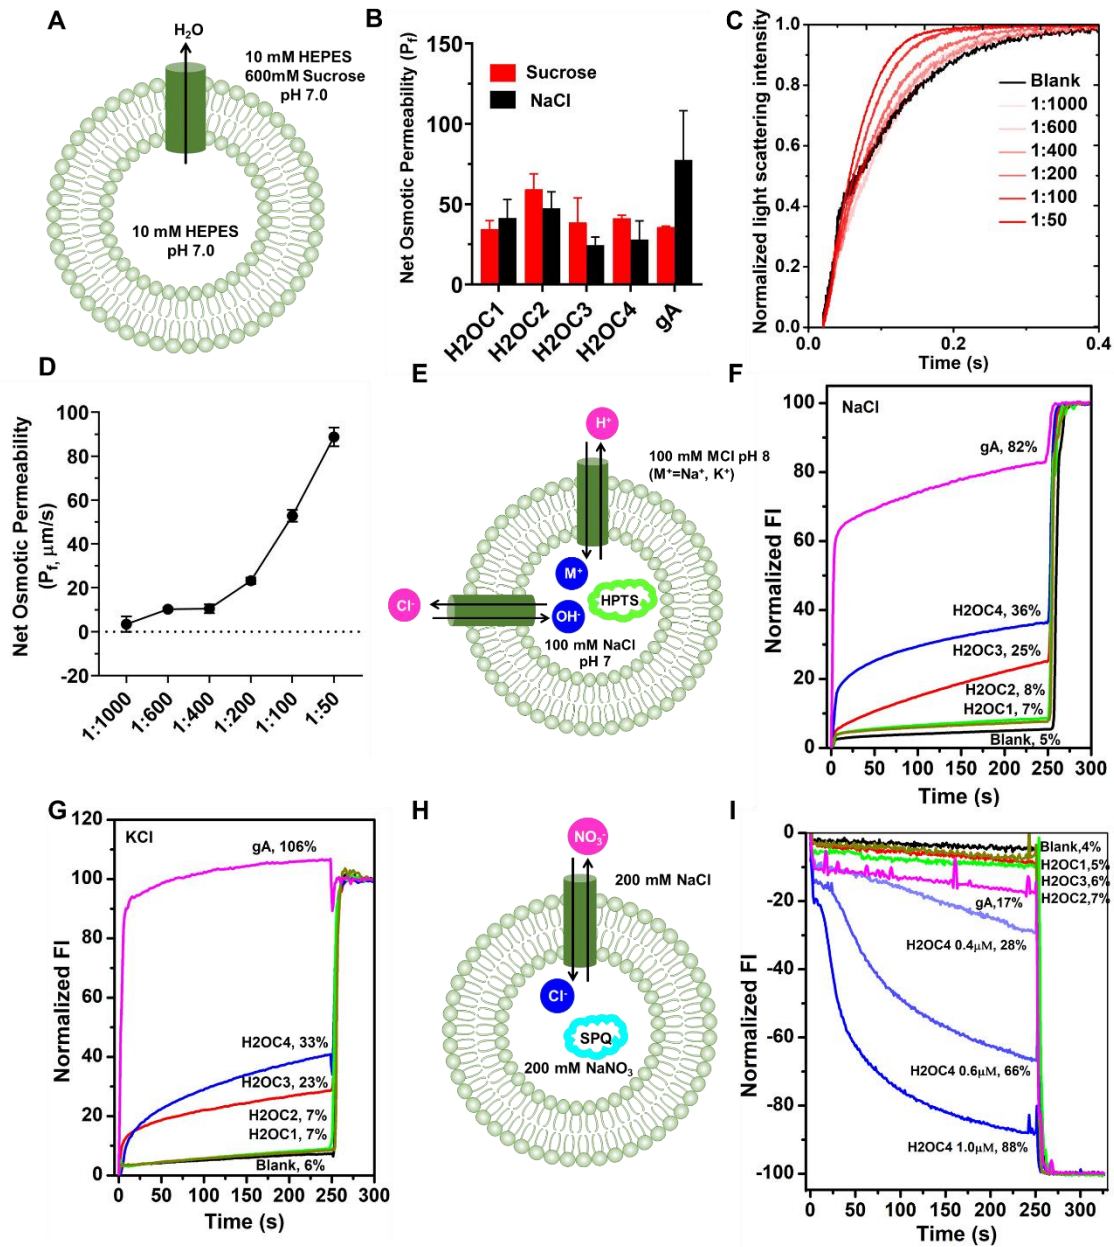 A
H₂O
10 mM HEPES
600mM Sucrose
pH 7.0
10 mM HEPES
pH 7.0
B
Net Osmotic Permeability (Pf)
150
100
50
0
Sucrose
NaCl
H2OC1
H2OC2
H2OC3
H2OC4
gA
C
Normalized light scattering intensity
1.0
0.8
0.6
0.4
0.2
0.0
Blank
1:1000
1:600
1:400
1:200
1:100
1:50
0.0
0.2
0.4
Time (s)
D
Net Osmotic Permeability
(Pf, μm/s)
100
80
60
40
20
0
-20
1:1000
1:600
1:400
1:200
1:100
1:50
E
H⁺
100 mM MCl pH 8
(M⁺=Na⁺, K⁺)
M⁺
HPTS
Cl⁻
OH⁻
100 mM NaCl
pH 7
F
NaCl
Normalized FI
100
80
60
40
20
0
gA, 82%
H2OC4, 36%
H2OC3, 25%
H2OC2, 8%
H2OC1, 7%
Blank, 5%
0
50
100
150
200
250
300
Time (s)
G
KCl
Normalized FI
120
100
80
60
40
20
0
gA, 106%
H2OC4, 33%
H2OC3, 23%
H2OC2, 7%
H2OC1, 7%
Blank, 6%
0
50
100
150
200
250
300
Time (s)
H
NO₃⁻
200 mM NaCl
Cl⁻
SPQ
200 mM NaNO₃
I
Normalized FI
0
-20
-40
-60
-80
-100
Blank,4%
H2OC1,5%
H2OC3,6%
H2OC2,7%
gA,17%
H2OC4 0.4μM, 28%
H2OC4 0.6μM, 66%
H2OC4 1.0μM, 88%
0
50
100
150
200
250
300
Time (s)